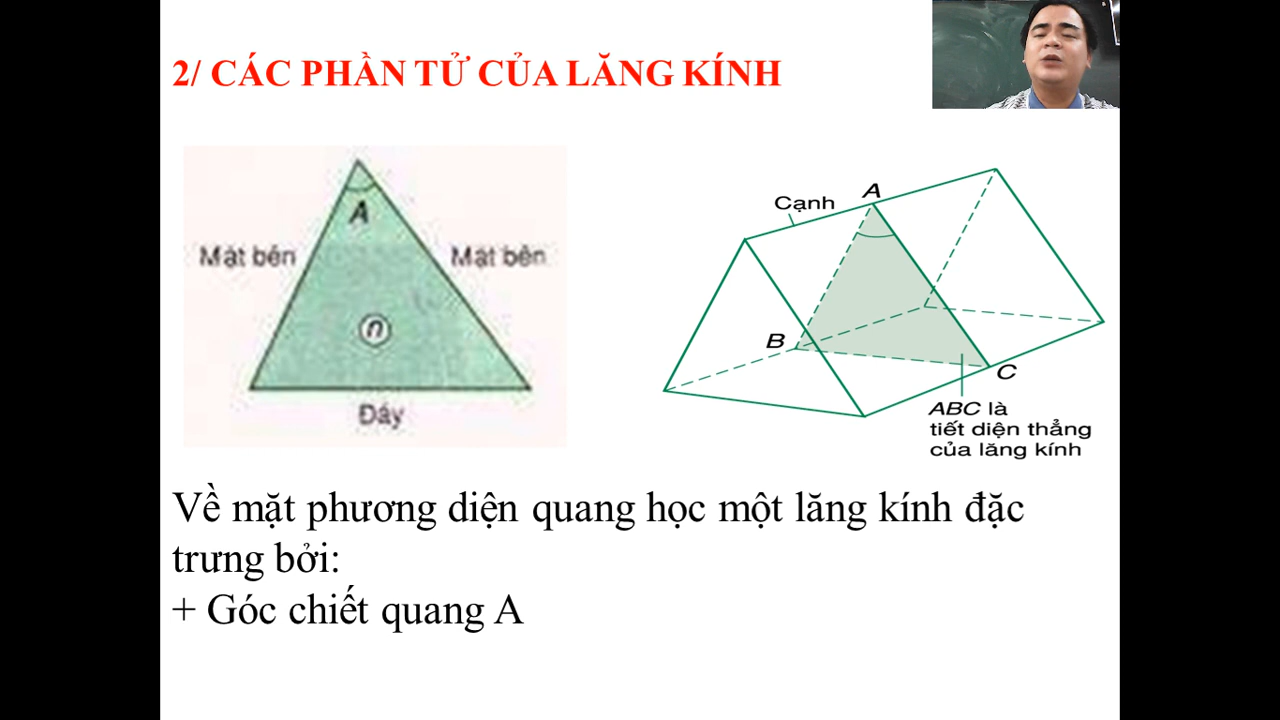 2/ CÁC PHẦN TỬ CỦA LĂNG KÍNH
A
Mặt bên
Mặt bên
n
Đáy
Cạnh
A
B
C
ABC là
tiết diện thẳng
của lăng kính
Về mặt phương diện quang học một lăng kính đặc
trưng bởi:
+ Góc chiết quang A